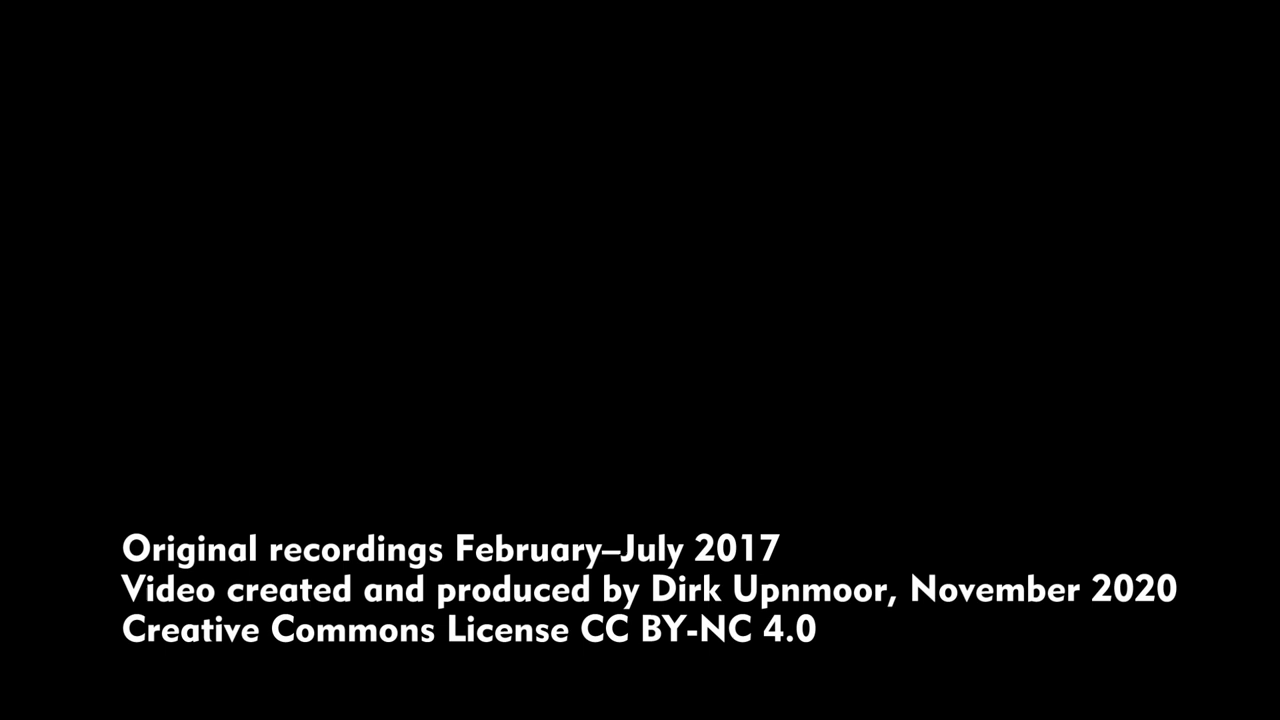 Original recordings February–July 2017
Video created and produced by Dirk Upnmoor, November 2020
Creative Commons License CC BY-NC 4.0